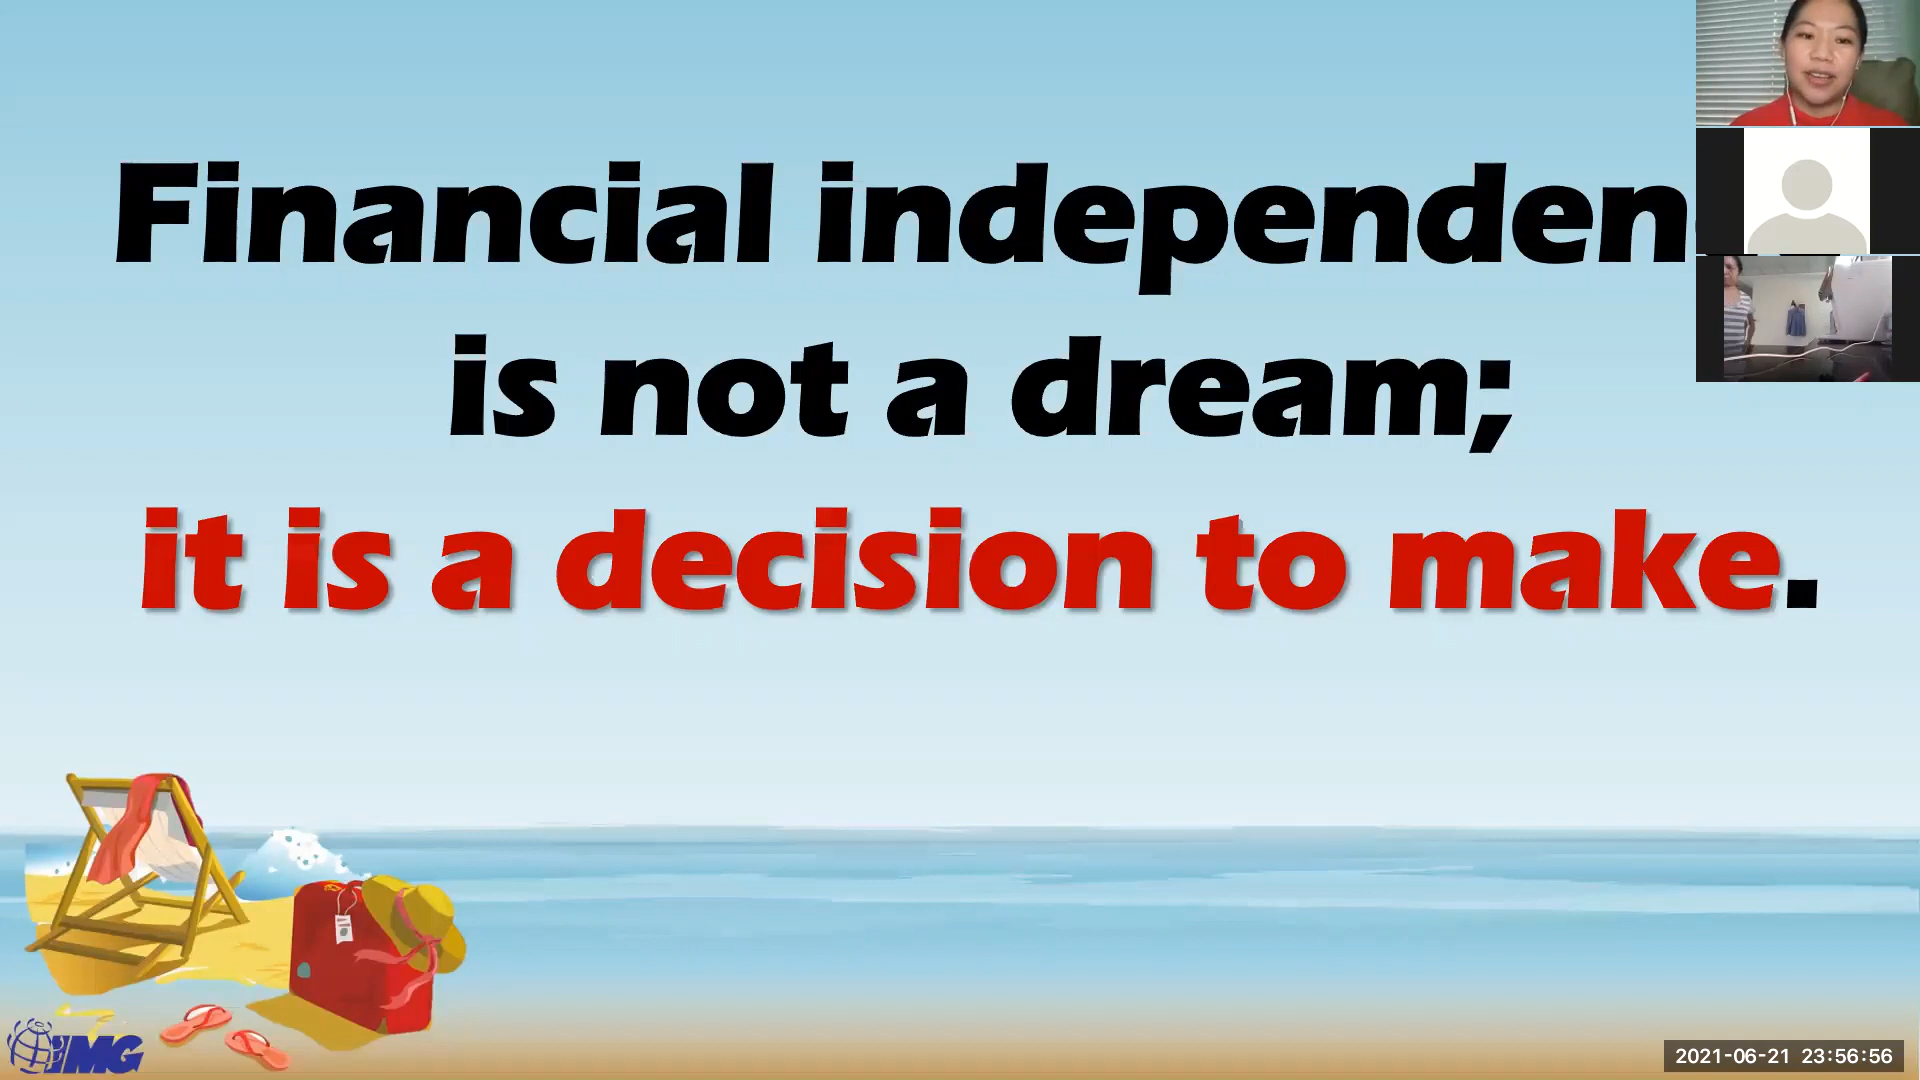 Financial independen
is not a dream;
it is a decision to make.
IMG
2021-06-21 23:56:56